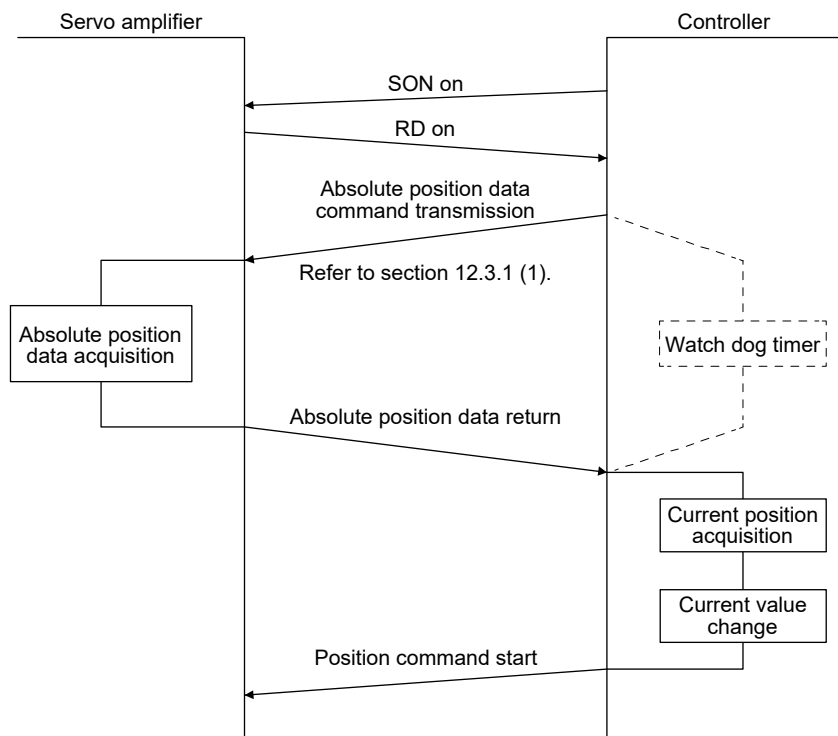 Servo amplifier
Controller
SON on
RD on
Absolute position data
command transmission
Refer to section 12.3.1 (1).
Absolute position
data acquisition
Watch dog timer
Absolute position data return
Current position
acquisition
Current value
change
Position command start